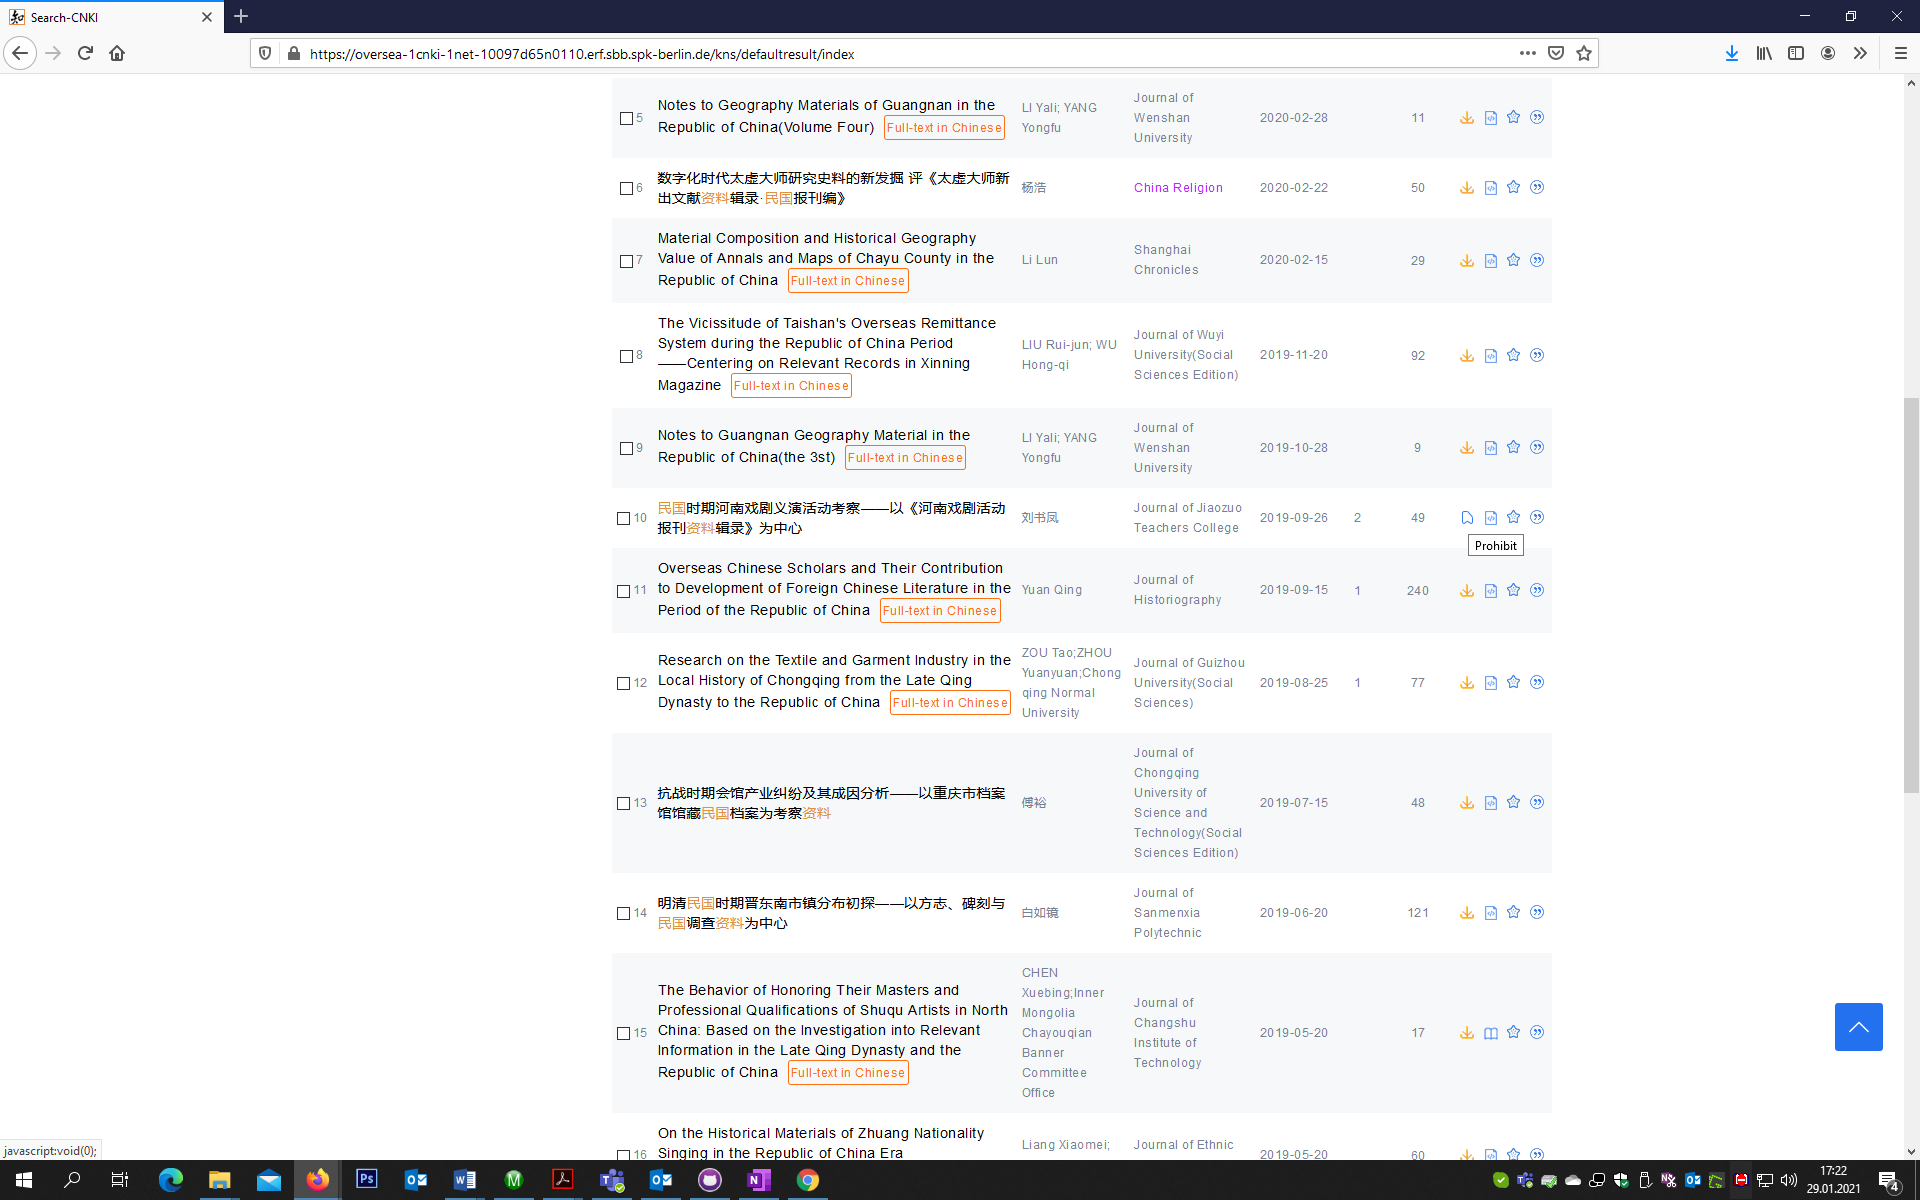 Search-CNKI
https://oversea-1cnki-1net-10097d65n0110.erf.sbb.spk-berlin.de/kns/defaultresult/index
5
Notes to Geography Materials of Guangnan in the
Republic of China(Volume Four) Full-text in Chinese
LI Yali; YANG
Yongfu
Journal of
Wenshan
University
2020-02-28
11
6
数字化时代太虚大师研究史料的新发掘 评《太虚大师新
出文献资料辑录·民国报刊编》
杨浩
China Religion
2020-02-22
50
7
Material Composition and Historical Geography
Value of Annals and Maps of Chayu County in the
Republic of China Full-text in Chinese
Li Lun
Shanghai
Chronicles
2020-02-15
29
8
The Vicissitude of Taishan's Overseas Remittance
System during the Republic of China Period
——Centering on Relevant Records in Xinning
Magazine Full-text in Chinese
LIU Rui-jun; WU
Hong-qi
Journal of Wuyi
University(Social
Sciences Edition)
2019-11-20
92
9
Notes to Guangnan Geography Material in the
Republic of China(the 3st) Full-text in Chinese
LI Yali; YANG
Yongfu
Journal of
Wenshan
University
2019-10-28
9
10
民国时期河南戏剧义演活动考察——以《河南戏剧活动
报刊资料辑录》为中心
刘书凤
Journal of Jiaozuo
Teachers College
2019-09-26
2
49
Prohibit
11
Overseas Chinese Scholars and Their Contribution
to Development of Foreign Chinese Literature in the
Period of the Republic of China Full-text in Chinese
Yuan Qing
Journal of
Historiography
2019-09-15
1
240
12
Research on the Textile and Garment Industry in the
Local History of Chongqing from the Late Qing
Dynasty to the Republic of China Full-text in Chinese
ZOU Tao;ZHOU
Yuanyuan;Chong
qing Normal
University
Journal of Guizhou
University(Social
Sciences)
2019-08-25
1
77
13
抗战时期会馆产业纠纷及其成因分析——以重庆市档案
馆馆藏民国档案为考察资料
傅裕
Journal of
Chongqing
University of
Science and
Technology(Social
Sciences Edition)
2019-07-15
48
14
明清民国时期晋东南市镇分布初探——以方志、碑刻与
民国调查资料为中心
白如镜
Journal of
Sanmenxia
Polytechnic
2019-06-20
121
15
The Behavior of Honoring Their Masters and
Professional Qualifications of Shuqu Artists in North
China: Based on the Investigation into Relevant
Information in the Late Qing Dynasty and the
Republic of China Full-text in Chinese
CHEN
Xuebing;Inner
Mongolia
Chayouqian
Banner
Committee
Office
Journal of
Changshu
Institute of
Technology
2019-05-20
17
16
On the Historical Materials of Zhuang Nationality
Singing in the Republic of China Era
Liang Xiaomei;
Journal of Ethnic
2019-05-20
60
javascript:void(0);
17:22
29.01.2021
4